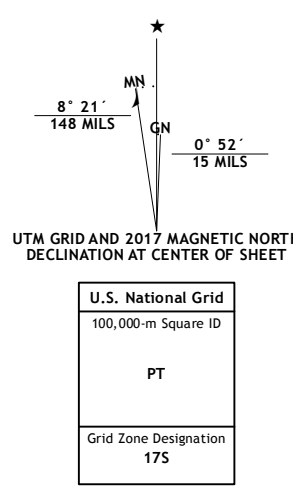 ★
MN
8° 21´
148 MILS
GN
0° 52´
15 MILS
UTM GRID AND 2017 MAGNETIC NORTH
DECLINATION AT CENTER OF SHEET
U.S. National Grid
100,000-m Square ID
PT
Grid Zone Designation
17S